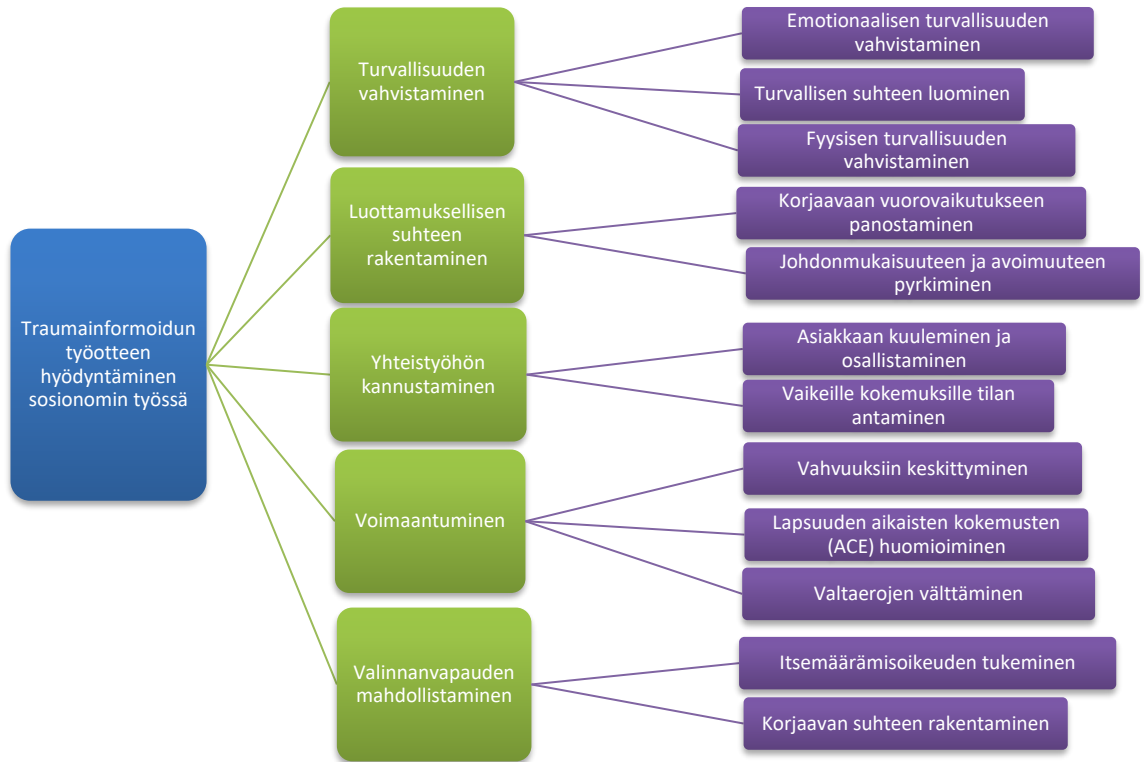 Traumainformoidun
työotteen
hyödyntäminen
sosionomin työssä
Turvallisuuden
vahvistaminen
Emotionaalisen turvallisuuden
vahvistaminen
Turvallisen suhteen luominen
Fyysisen turvallisuuden
vahvistaminen
Luottamuksellisen
suhteen
rakentaminen
Korjaavaan vuorovaikutukseen
panostaminen
Johdonmukaisuuteen ja avoimuuteen
pyrkiminen
Yhteistyöhön
kannustaminen
Asiakkaan kuuleminen ja
osallistaminen
Vaikeille kokemuksille tilan
antaminen
Voimaantuminen
Vahvuuksiin keskittyminen
Lapsuuden aikaisten kokemusten
(ACE) huomioiminen
Valtaerojen välttäminen
Valinnanvapauden
mahdollistaminen
Itsemäärämisoikeuden tukeminen
Korjaavan suhteen rakentaminen